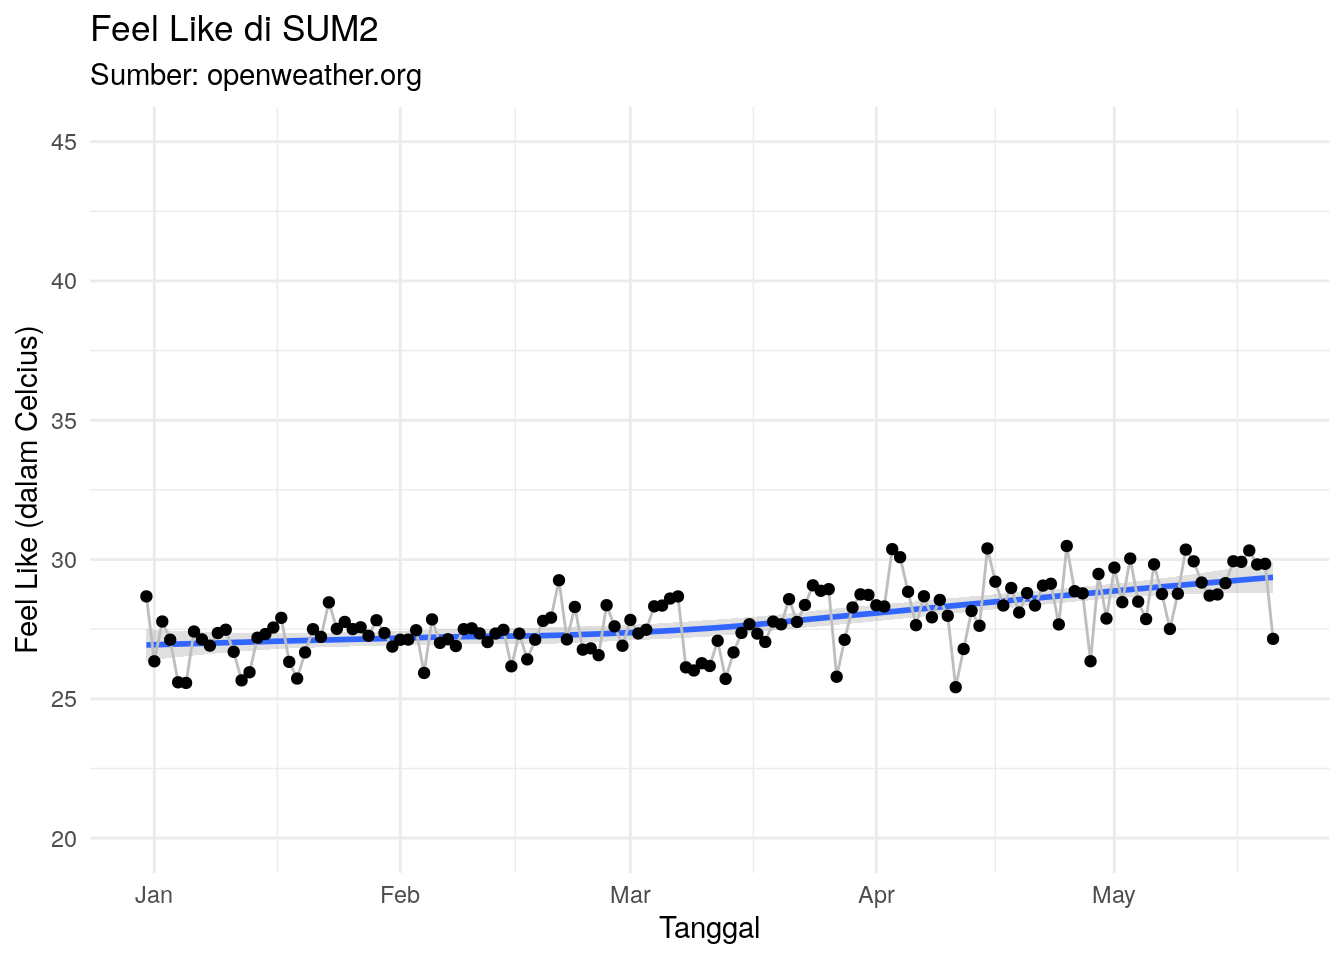 Feel Like di SUM2
Sumber: openweather.org
Feel Like (dalam Celcius)
45
40
35
30
25
20
Jan Feb Mar Apr May
Tanggal